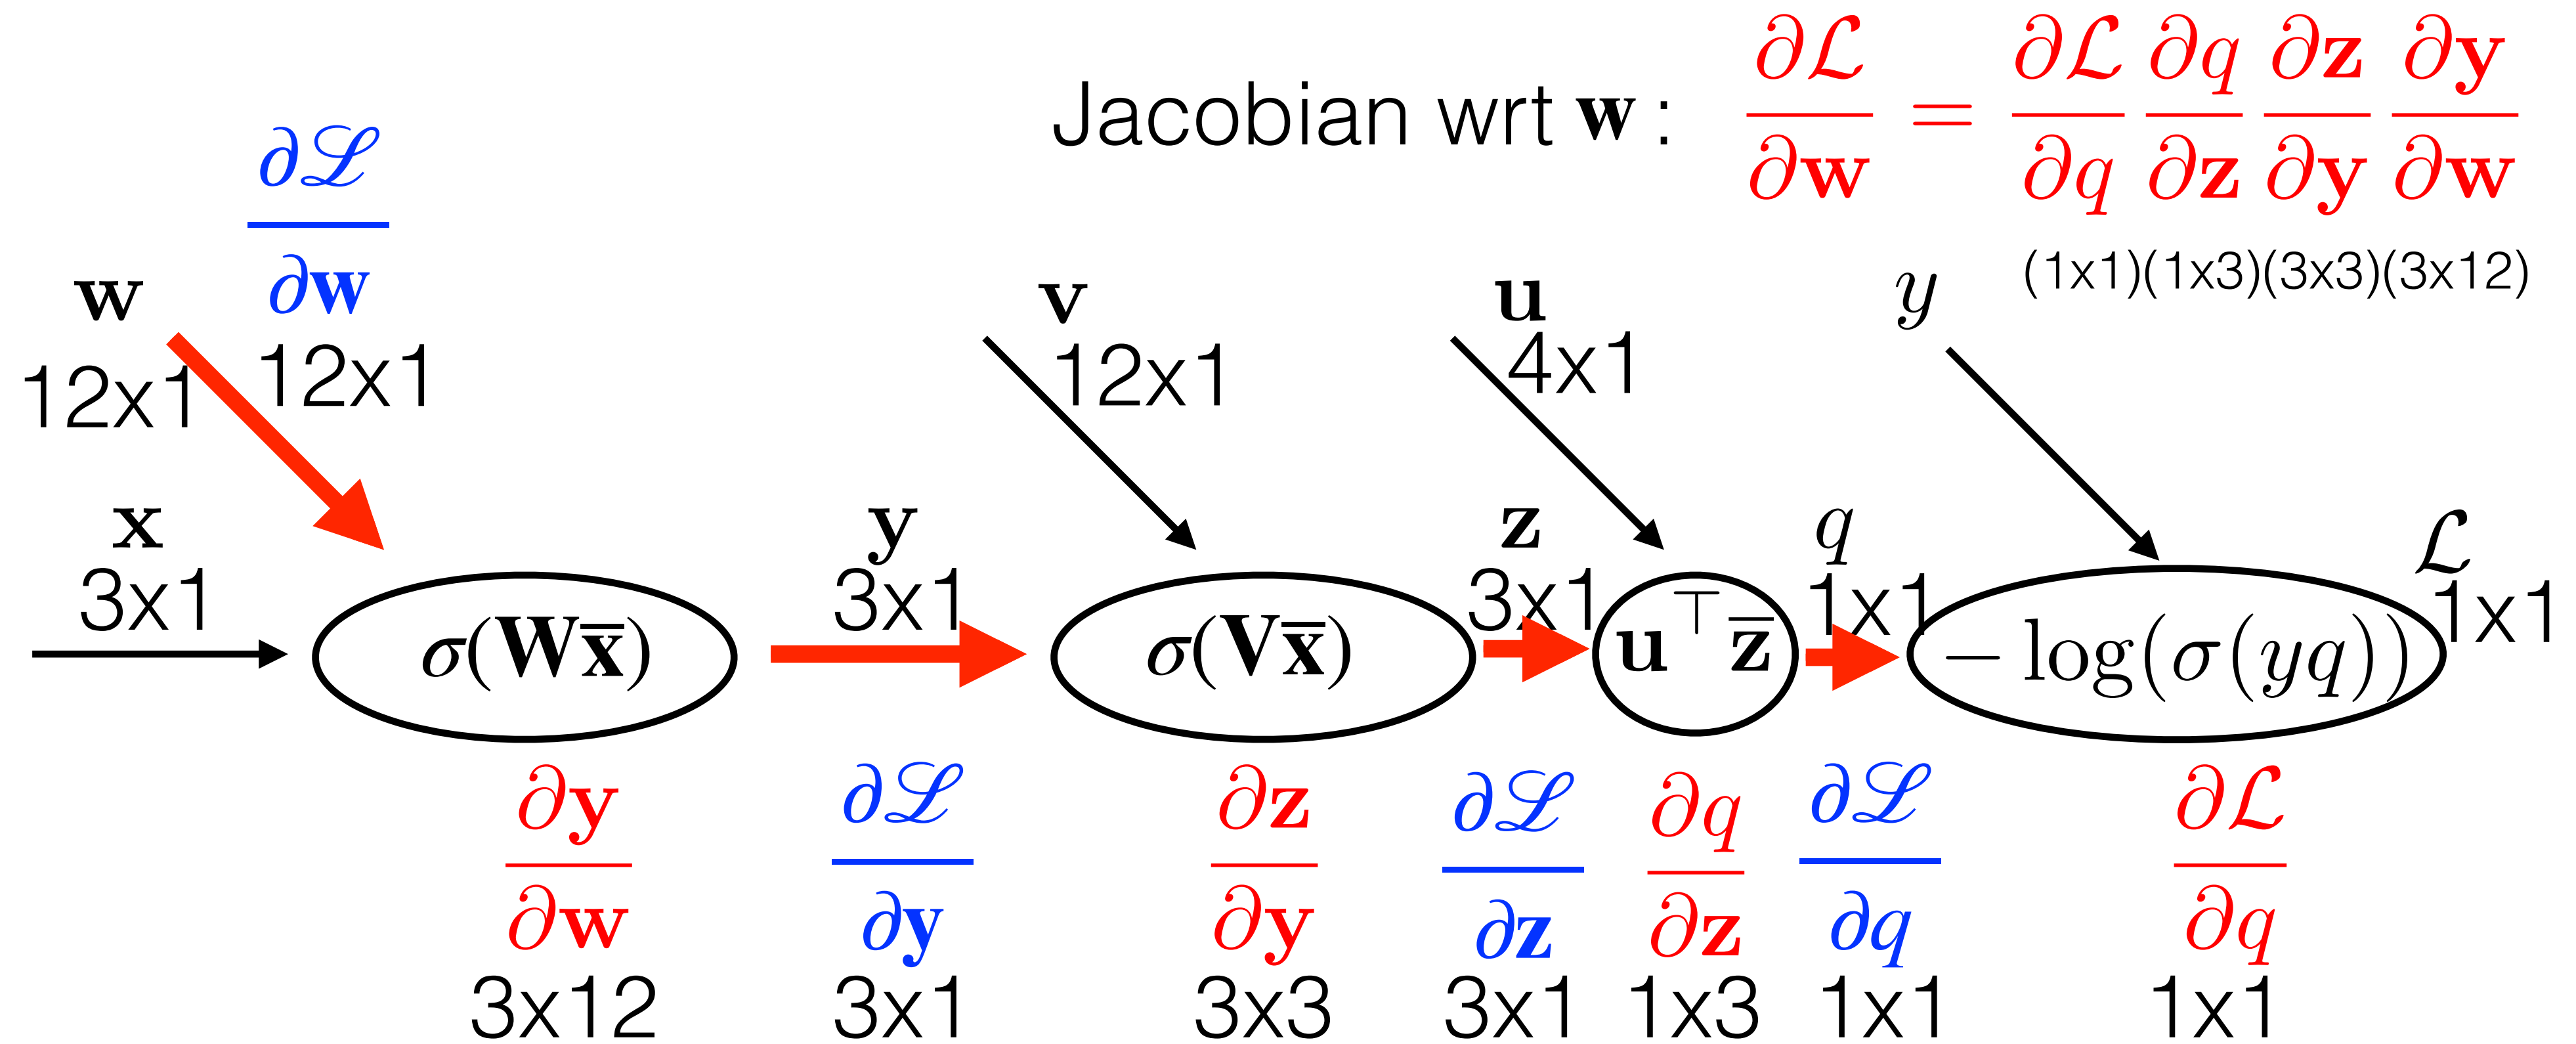 Jacobian wrt 𝐰 : ∂ℒ/∂𝐰 = ∂ℒ/∂q ∂q/∂𝐳 ∂𝐳/∂𝐲 ∂𝐲/∂𝐰
(1x1)(1x3)(3x3)(3x12)
∂ℒ/∂𝐰
12x1
𝐰
12x1
𝐯
12x1
𝐮
4x1
y
𝐱
3x1
𝐲
3x1
𝐳
3x1
q
1x1
ℒ
1x1
σ(𝐖𝐱̅)
σ(𝐕𝐱̅)
𝐮⊤𝐳̅
− log(σ(yq))
∂𝐲/∂𝐰
3x12
∂ℒ/∂𝐲
3x1
∂𝐳/∂𝐲
3x3
∂ℒ/∂𝐳
3x1
∂q/∂𝐳
1x3
∂ℒ/∂q
1x1
∂ℒ/∂q
1x1